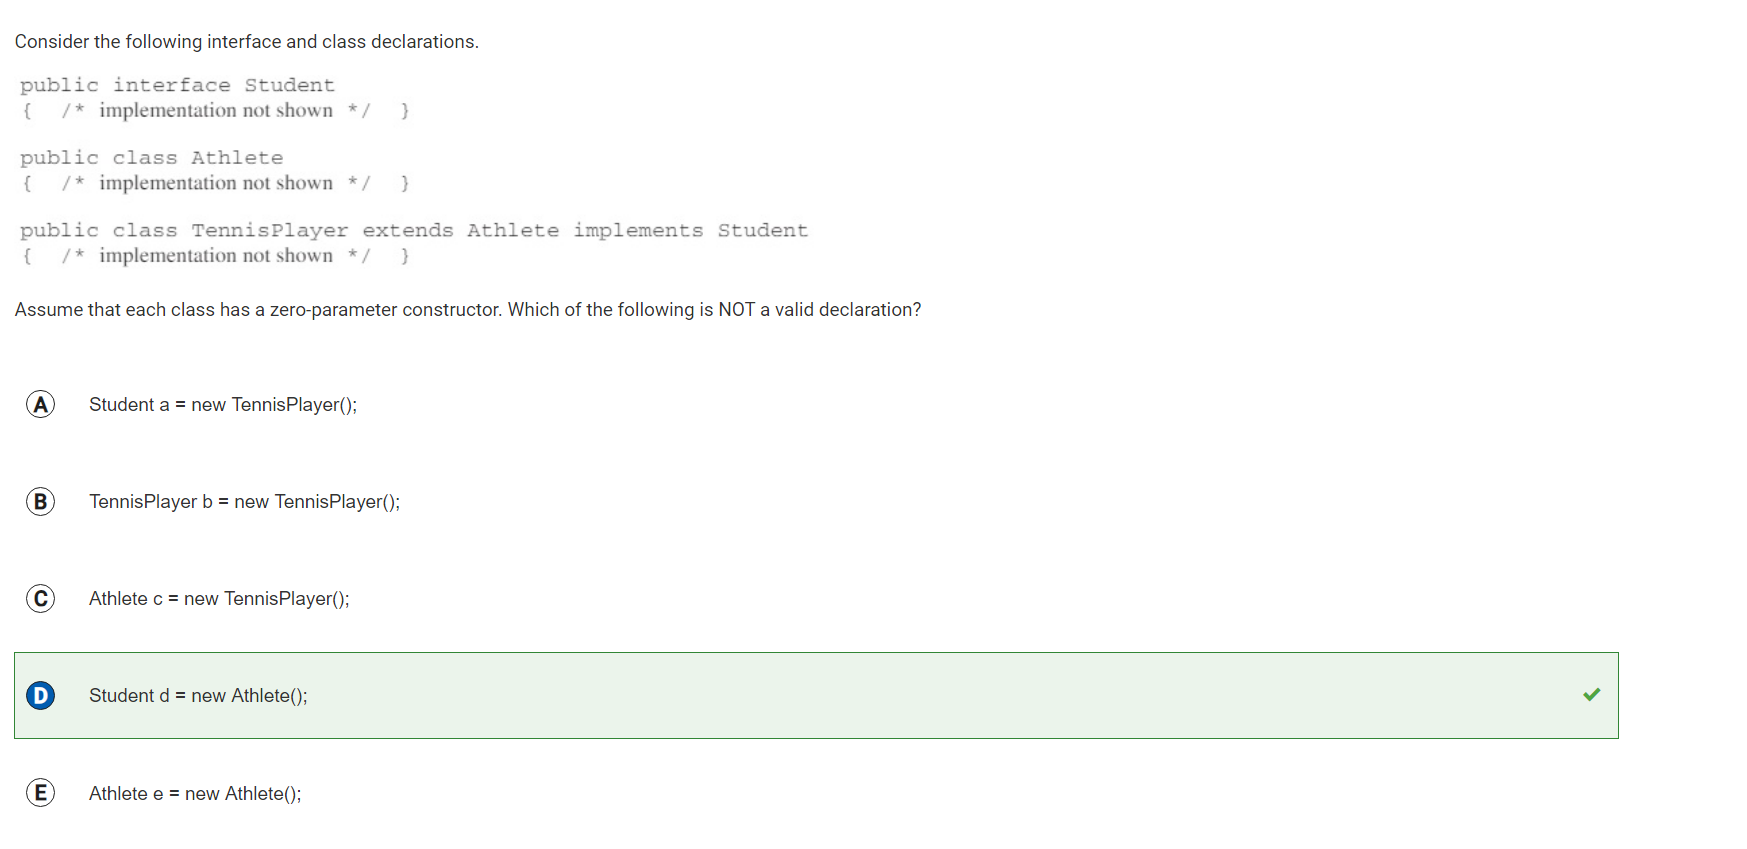 Consider the following interface and class declarations.
public interface Student
{ /* implementation not shown */ }
public class Athlete
{ /* implementation not shown */ }
public class TennisPlayer extends Athlete implements Student
{ /* implementation not shown */ }
Assume that each class has a zero-parameter constructor. Which of the following is NOT a valid declaration?
A Student a = new TennisPlayer();
B TennisPlayer b = new TennisPlayer();
C Athlete c = new TennisPlayer();
D Student d = new Athlete();
E Athlete e = new Athlete();